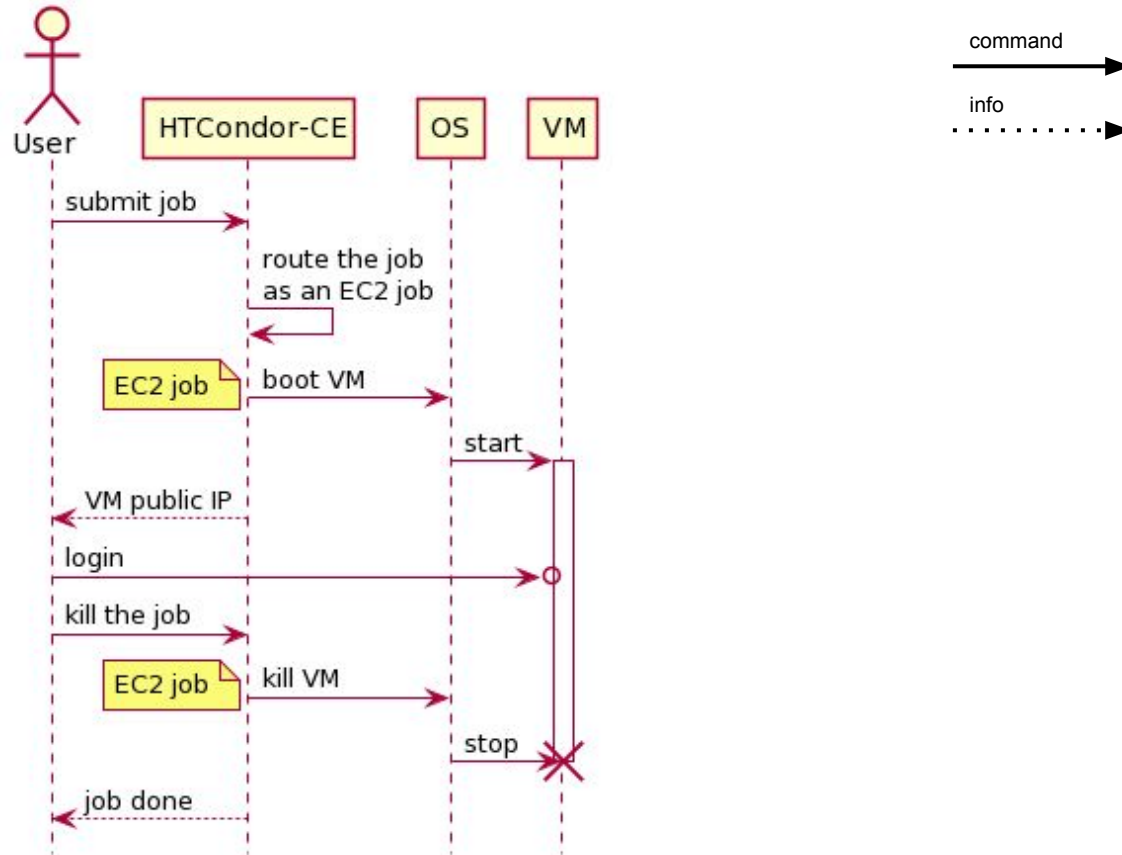 command
info
User
HTCondor-CE
OS
VM
submit job
route the job
as an EC2 job
EC2 job
boot VM
start
VM public IP
login
kill the job
EC2 job
kill VM
stop
job done